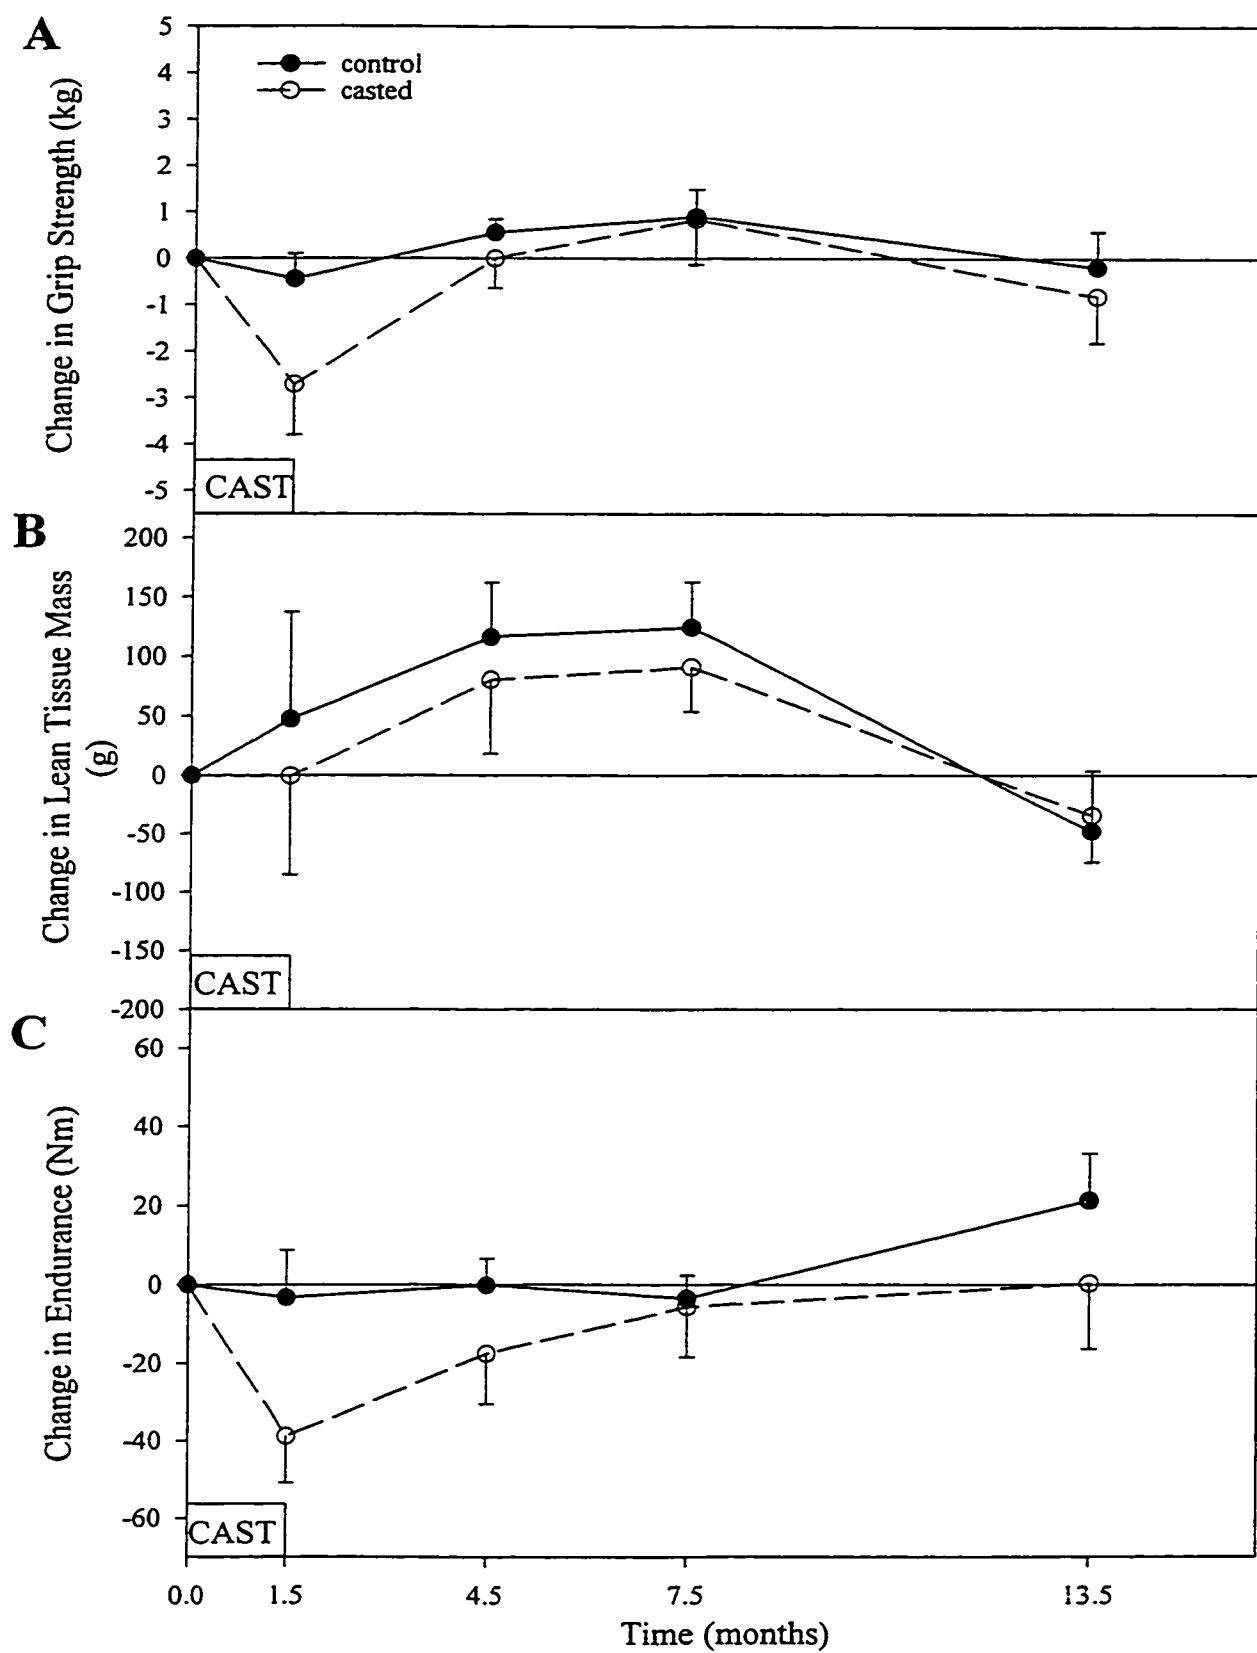 A
Change in Grip Strength (kg)
5
4
3
2
1
0
-1
-2
-3
-4
-5
control
casted
CAST
B
Change in Lean Tissue Mass
(g)
200
150
100
50
0
-50
-100
-150
-200
CAST
C
Change in Endurance (Nm)
60
40
20
0
-20
-40
-60
CAST
0.0 1.5 4.5 7.5 13.5
Time (months)